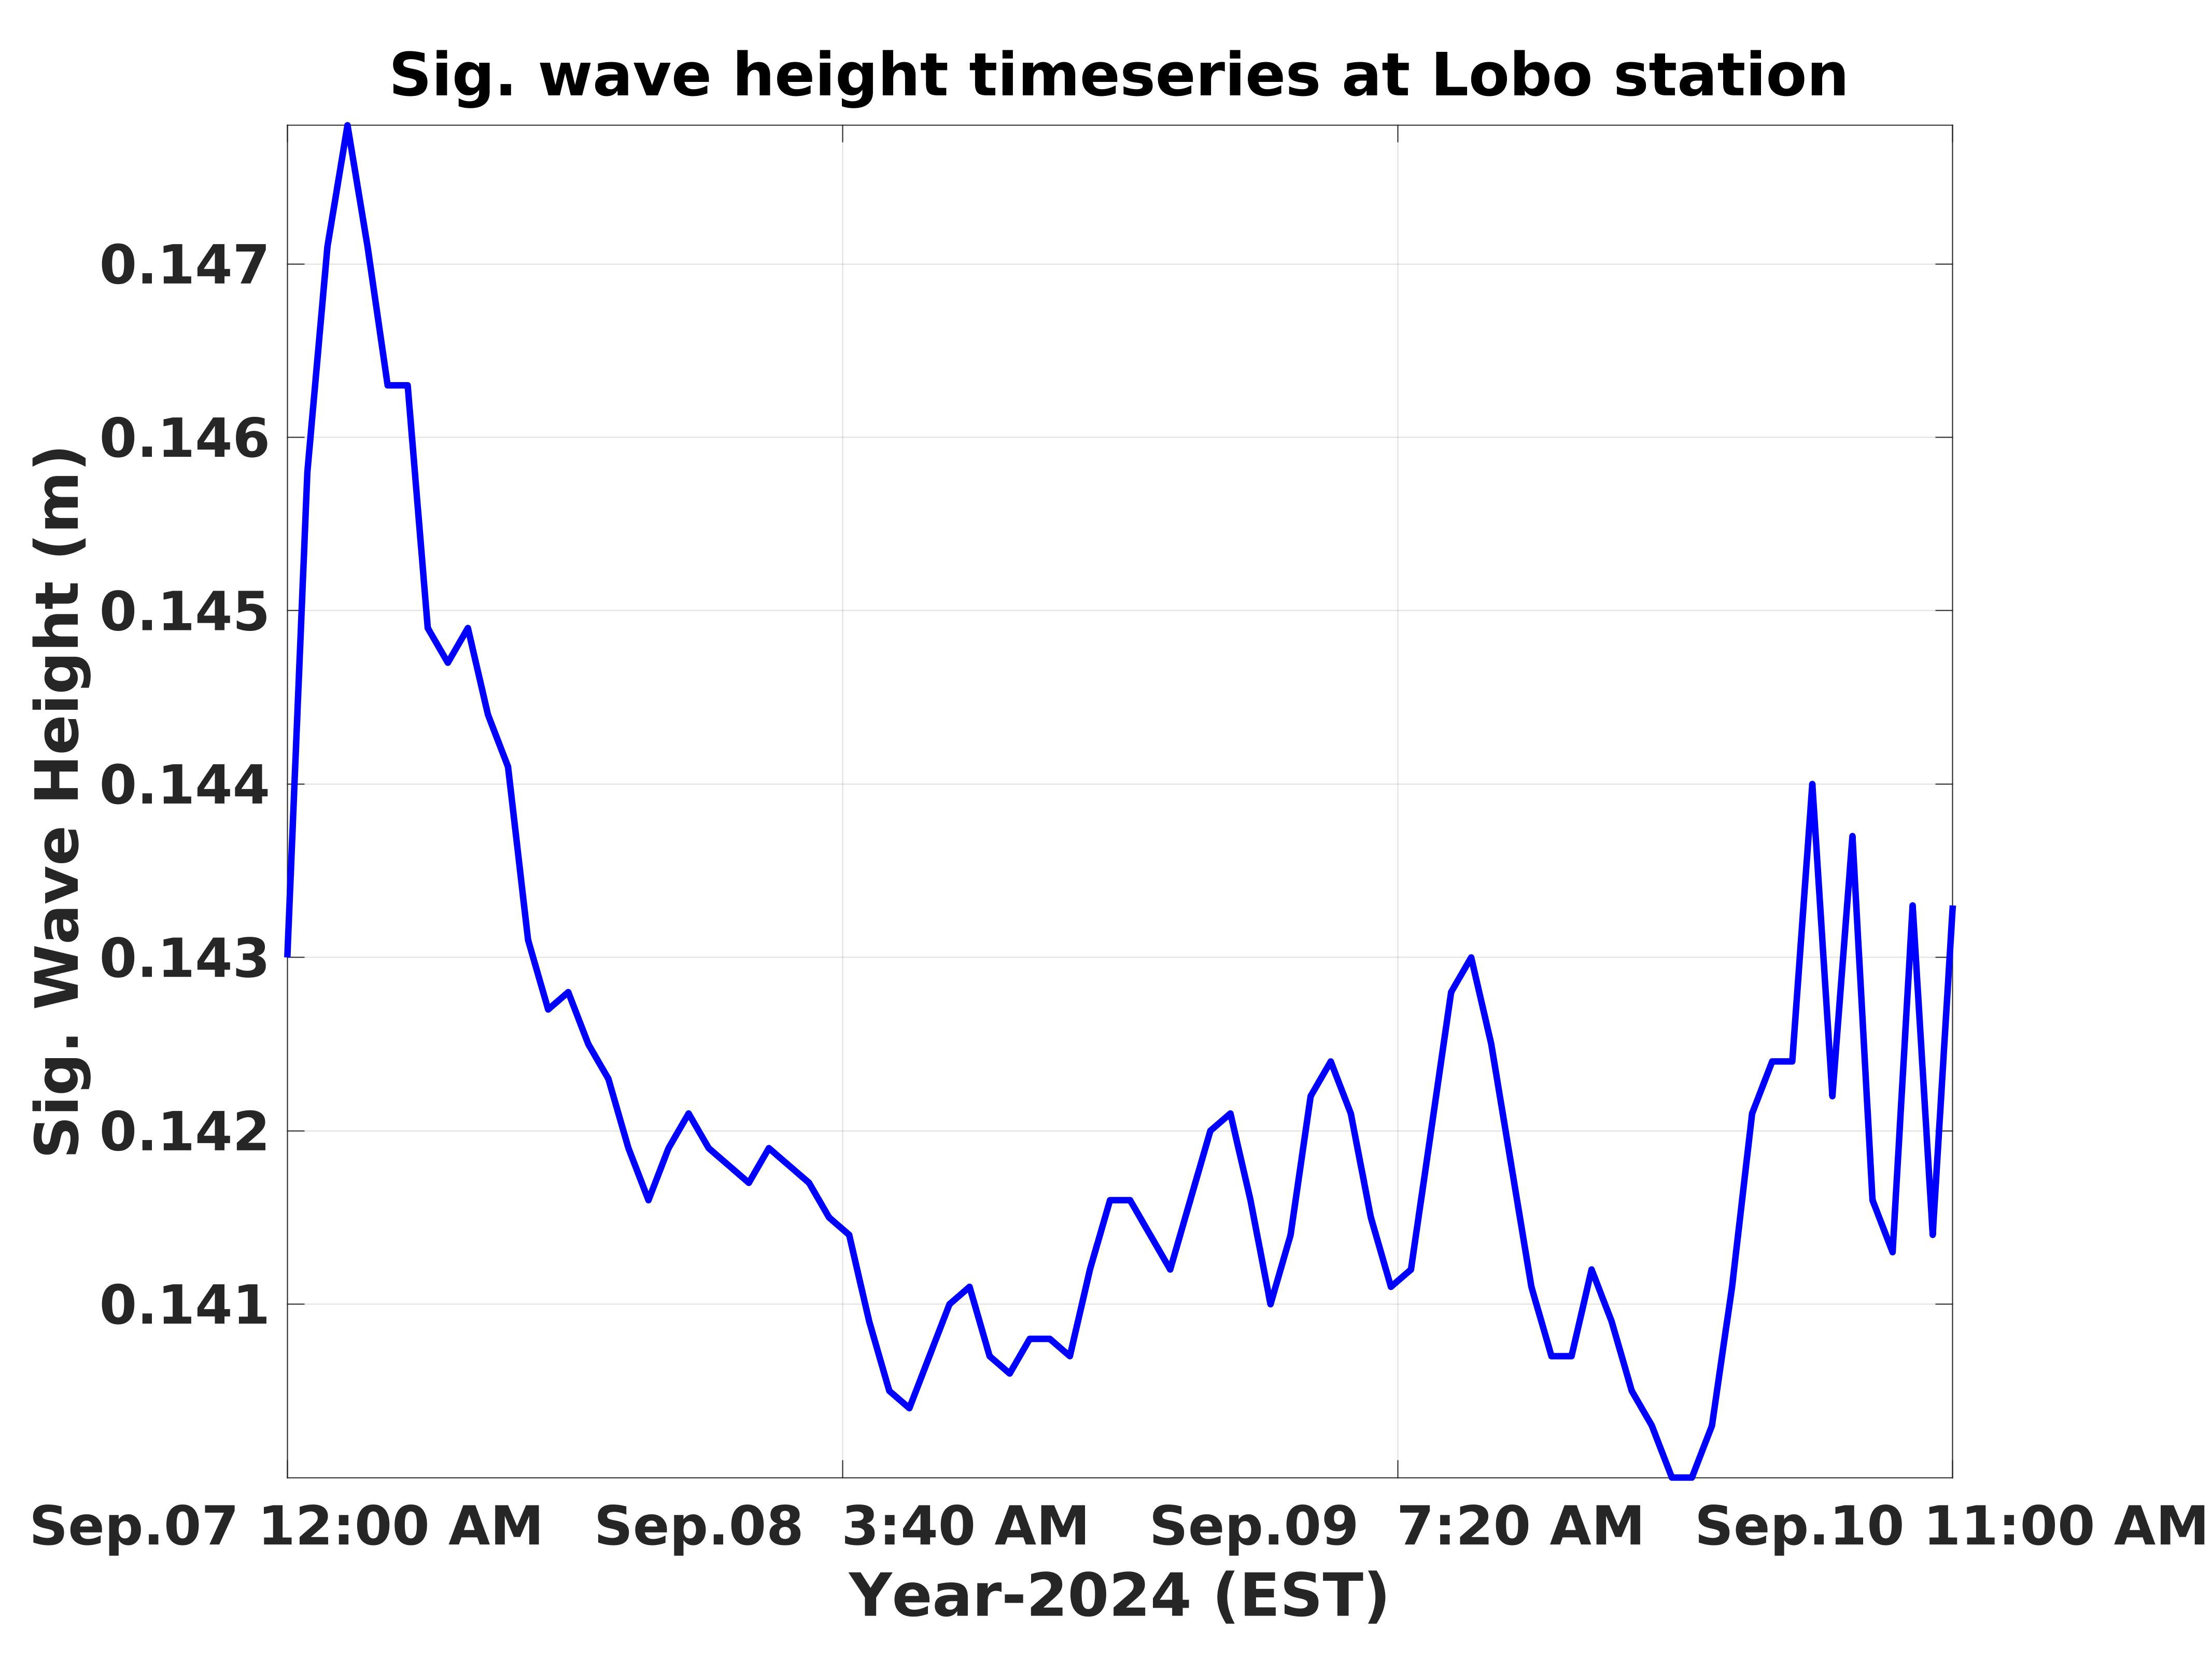 Sig. wave height timeseries at Lobo station
Sig. Wave Height (m)
0.147
0.146
0.145
0.144
0.143
0.142
0.141
Sep.07 12:00 AM Sep.08 3:40 AM Sep.09 7:20 AM Sep.10 11:00 AM
Year-2024 (EST)